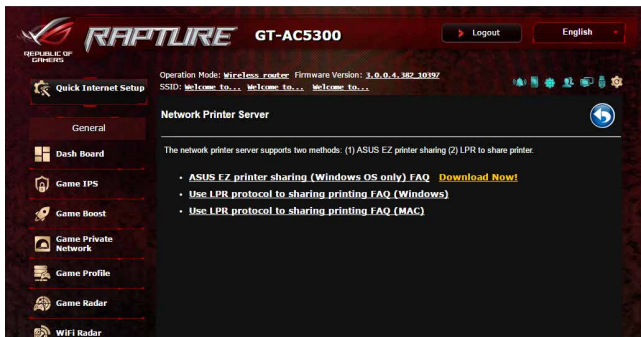 REPUBLIC OF
GAMERS
RAPTURE
GT-AC5300
Logout
English
Quick Internet Setup
Operation Mode: Wireless router Firmware Version: 3.0.0.4.382_10397
SSID: Welcome to... Welcome to... Welcome to...
General
Dash Board
Game IPS
Game Boost
Game Private
Network
Game Profile
Game Radar
WiFi Radar
Network Printer Server
The network printer server supports two methods: (1) ASUS EZ printer sharing (2) LPR to share printer.
• ASUS EZ printer sharing (Windows OS only) FAQ Download Now!
• Use LPR protocol to sharing printing FAQ (Windows)
• Use LPR protocol to sharing printing FAQ (MAC)